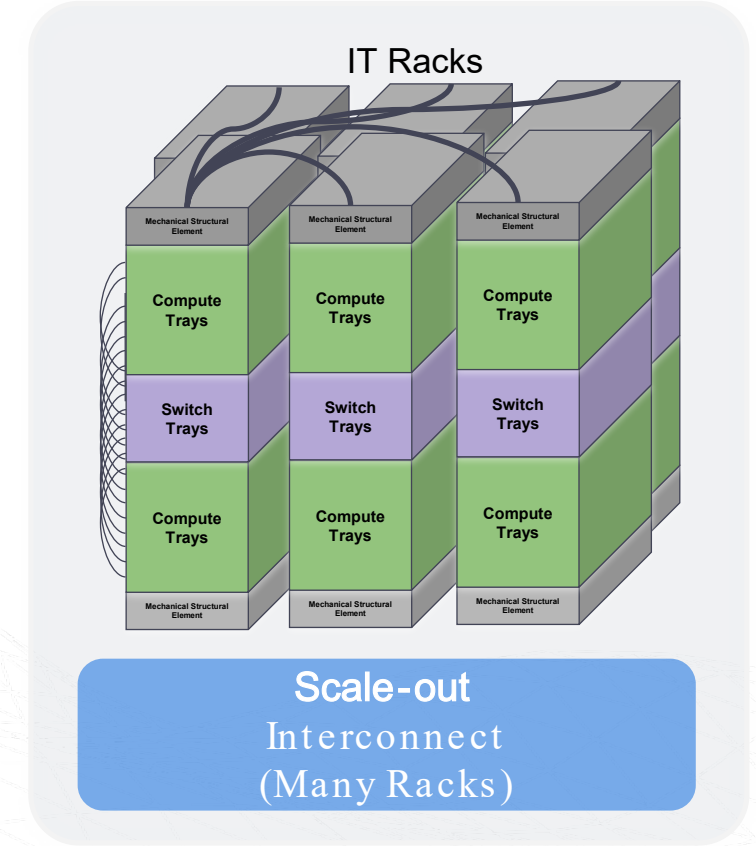 IT Racks
Mechanical Structural
Element
Mechanical Structural
Element
Mechanical Structural
Element
Compute
Trays
Compute
Trays
Compute
Trays
Switch
Trays
Switch
Trays
Switch
Trays
Compute
Trays
Compute
Trays
Compute
Trays
Mechanical Structural
Element
Mechanical Structural
Element
Mechanical Structural
Element
Scale-out
Interconnect
(Many Racks)